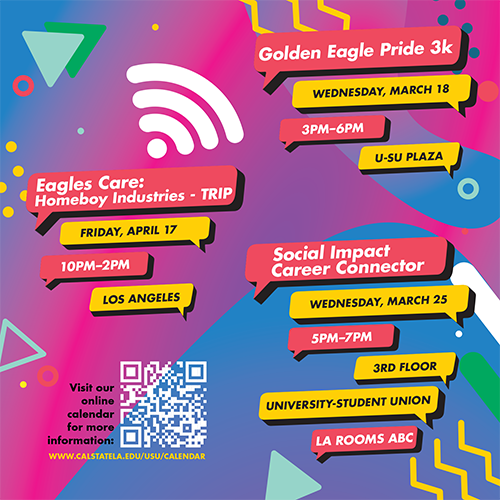 Golden Eagle Pride 3k
WEDNESDAY, MARCH 18
3PM–6PM
U-SU PLAZA
Eagles Care:
Homeboy Industries - TRIP
FRIDAY, APRIL 17
10PM–2PM
LOS ANGELES
Social Impact
Career Connector
WEDNESDAY, MARCH 25
5PM–7PM
3RD FLOOR
UNIVERSITY-STUDENT UNION
LA ROOMS ABC
Visit our
online
calendar
for more
information:
WWW.CALSTATELA.EDU/USU/CALENDAR